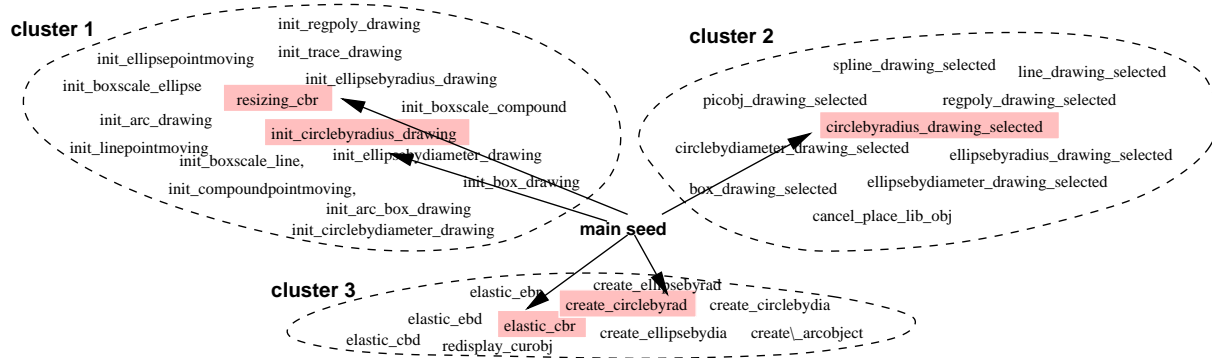 cluster 1
init_regpoly_drawing
init_ellipsepointmoving
init_trace_drawing
init_ellipsebyradius_drawing
init_boxscale_ellipse
resizing_cbr
init_boxscale_compound
init_arc_drawing
init_circlebyradius_drawing
init_linepointmoving
init_boxscale_line,
init_ellipsebydiameter_drawing
init_compoundpointmoving,
init_box_drawing
init_arc_box_drawing
init_circlebydiameter_drawing
cluster 2
spline_drawing_selected
line_drawing_selected
picobj_drawing_selected
regpoly_drawing_selected
circlebyradius_drawing_selected
circlebydiameter_drawing_selected
ellipsebyradius_drawing_selected
box_drawing_selected
ellipsebydiameter_drawing_selected
cancel_place_lib_obj
main seed
cluster 3
elastic_ebr
create_ellipsebyrad
create_circlebyrad
create_circlebydia
elastic_ebd
elastic_cbr
create_ellipsebydia
create\_arcobject
elastic_cbd
redisplay_curobj